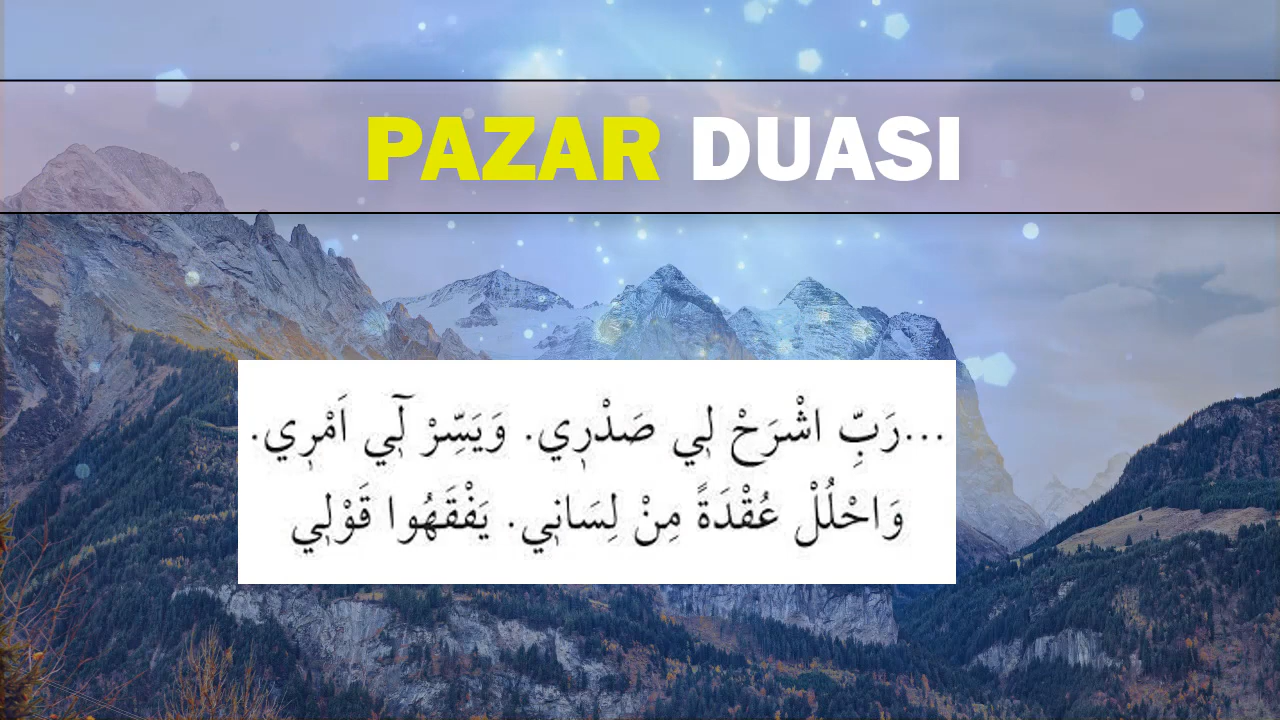 PAZAR DUASI
...رَبِّ اشْرَحْ لٖي صَدْرٖي. وَيَسِّرْ لٖٓي اَمْرٖي.
وَاحْلُلْ عُقْدَةً مِنْ لِسَانٖي. يَفْقَهُوا قَوْلٖي